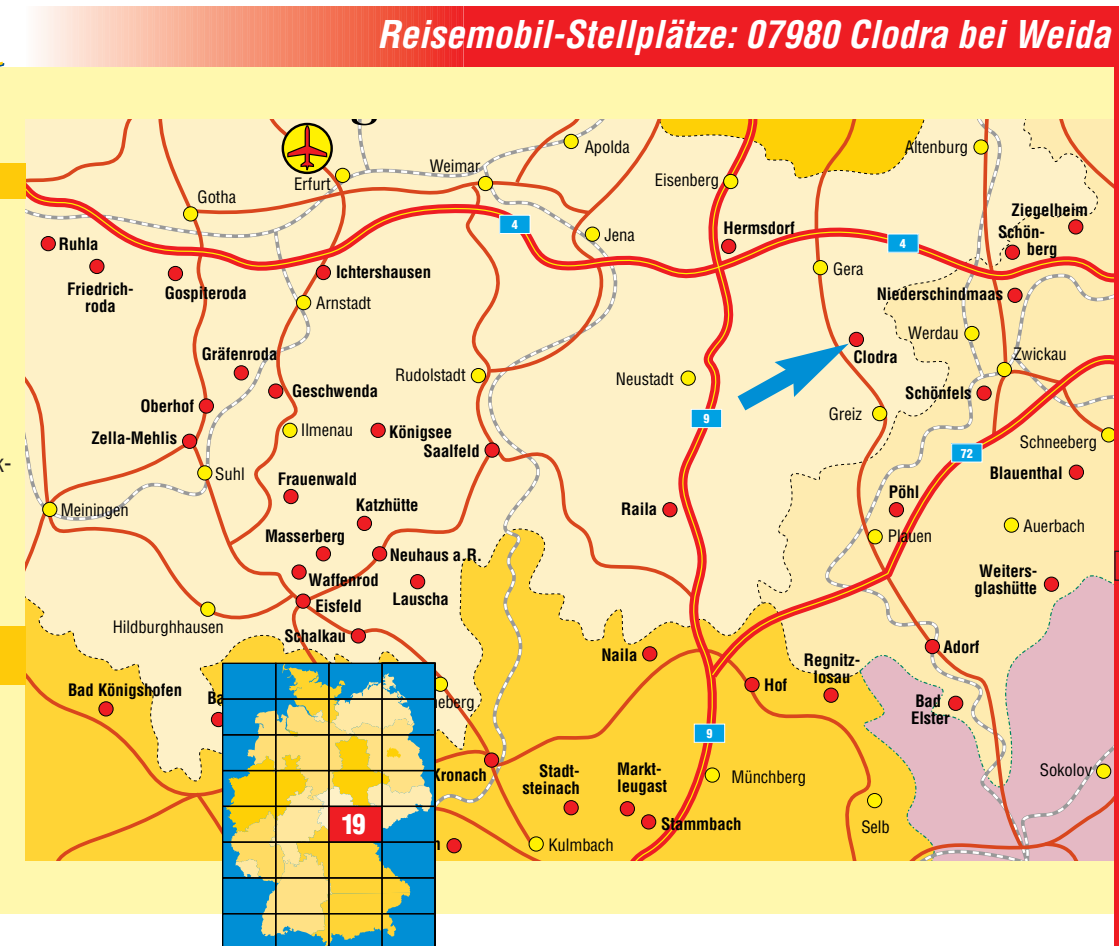 Reisemobil-Stellplätze: 07980 Clodra bei Weida
Apolda
Altenburg
Weimar
Erfurt
Eisenberg
Gotha
Ziegelheim
Schön-
berg
4
Jena
Hermsdorf
4
Ruhla
Ichtershausen
Gera
Friedrich-
roda
Gospiteroda
Arnstadt
Niederschindmaas
Werdau
Clodra
Zwickau
Gräfenroda
Geschwenda
Rudolstadt
Neustadt
Schönfels
Oberhof
9
Greiz
Ilmenau
Königsee
Zella-Mehlis
Saalfeld
Schneeberg
72
k-
Suhl
Blauenthal
Frauenwald
Pöhl
Meiningen
Katzhütte
Raila
Auerbach
Masserberg
Plauen
Neuhaus a.R.
Waffenrod
Weiters-
glashütte
Lauscha
Eisfeld
Hildburghhausen
Schalkau
Adorf
Naila
Regnitz-
losau
Bad Königshofen
Ba
neberg
Hof
Bad
Elster
9
Kronach
Stadt-
steinach
Markt-
leugast
Münchberg
Sokolov
19
Stammbach
Selb
n
Kulmbach